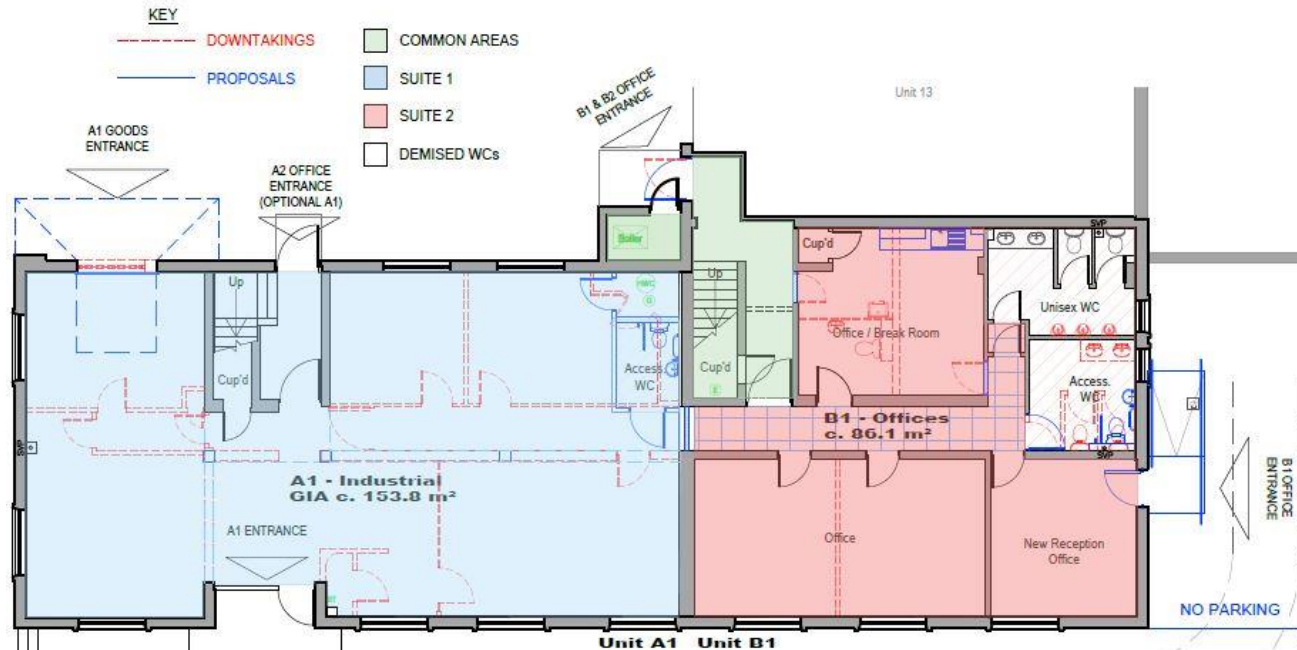 KEY
DOWNTAKINGS
PROPOSALS
COMMON AREAS
SUITE 1
SUITE 2
DEMISED WCs
B1 & B2 OFFICE
ENTRANCE
Unit 13
A1 GOODS
ENTRANCE
A2 OFFICE
ENTRANCE
(OPTIONAL A1)
Boiler
SVP
Cup'd
Up
Up
HWC
G
Unisex WC
Office / Break Room
Cup'd
Cup'd
E
Access.
WC
Access.
WC
B1 - Offices
c. 86.1 m²
SVP
SVP
A1 - Industrial
GIA c. 153.8 m²
B1 OFFICE
ENTRANCE
A1 ENTRANCE
Office
New Reception
Office
NO PARKING
Unit A1 Unit B1